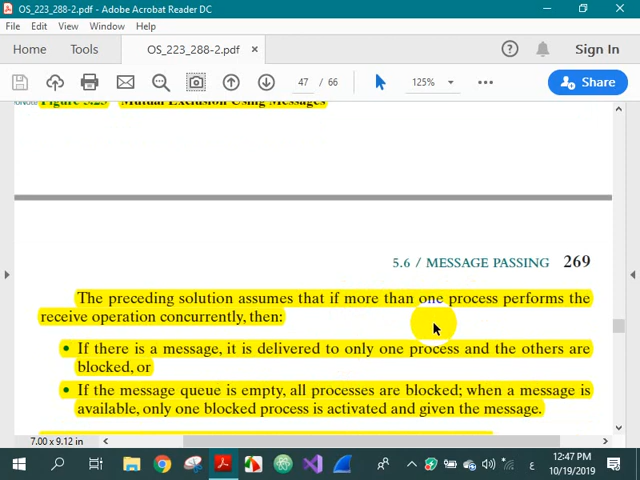 OS_223_288-2.pdf - Adobe Acrobat Reader DC
File Edit View Window Help
Home Tools OS_223_288-2.pdf × Sign In
47 / 66 125% Share
Mutual Exclusion Using Messages
5.6 / MESSAGE PASSING 269
The preceding solution assumes that if more than one process performs the
receive operation concurrently, then:
• If there is a message, it is delivered to only one process and the others are
blocked, or
• If the message queue is empty, all processes are blocked; when a message is
available, only one blocked process is activated and given the message.
7.00 x 9.12 in
12:47 PM
ع
10/19/2019